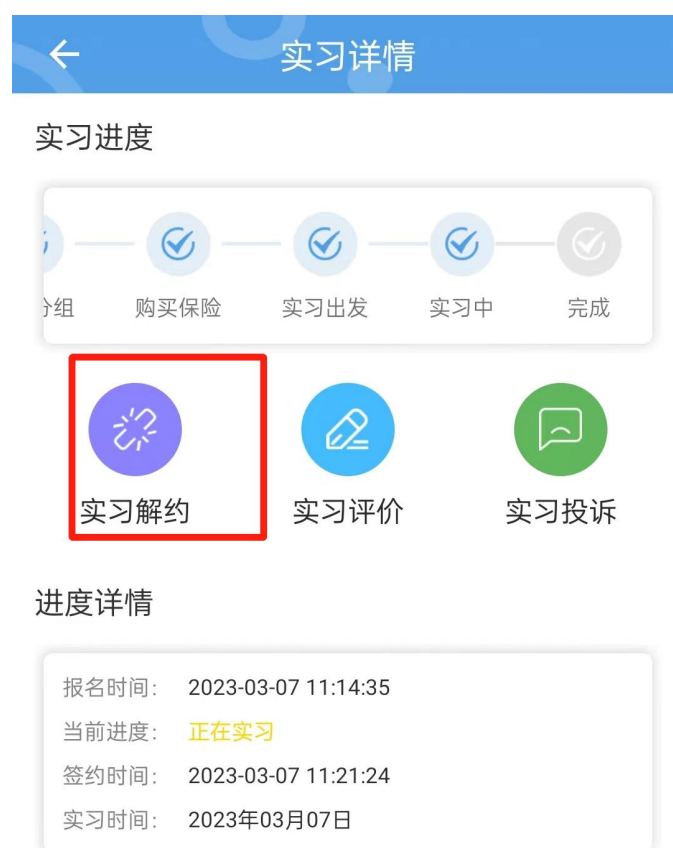 实习详情
实习进度
分组 购买保险 实习出发 实习中 完成
实习解约 实习评价 实习投诉
进度详情
报名时间： 2023-03-07 11:14:35
当前进度： 正在实习
签约时间： 2023-03-07 11:21:24
实习时间： 2023年03月07日